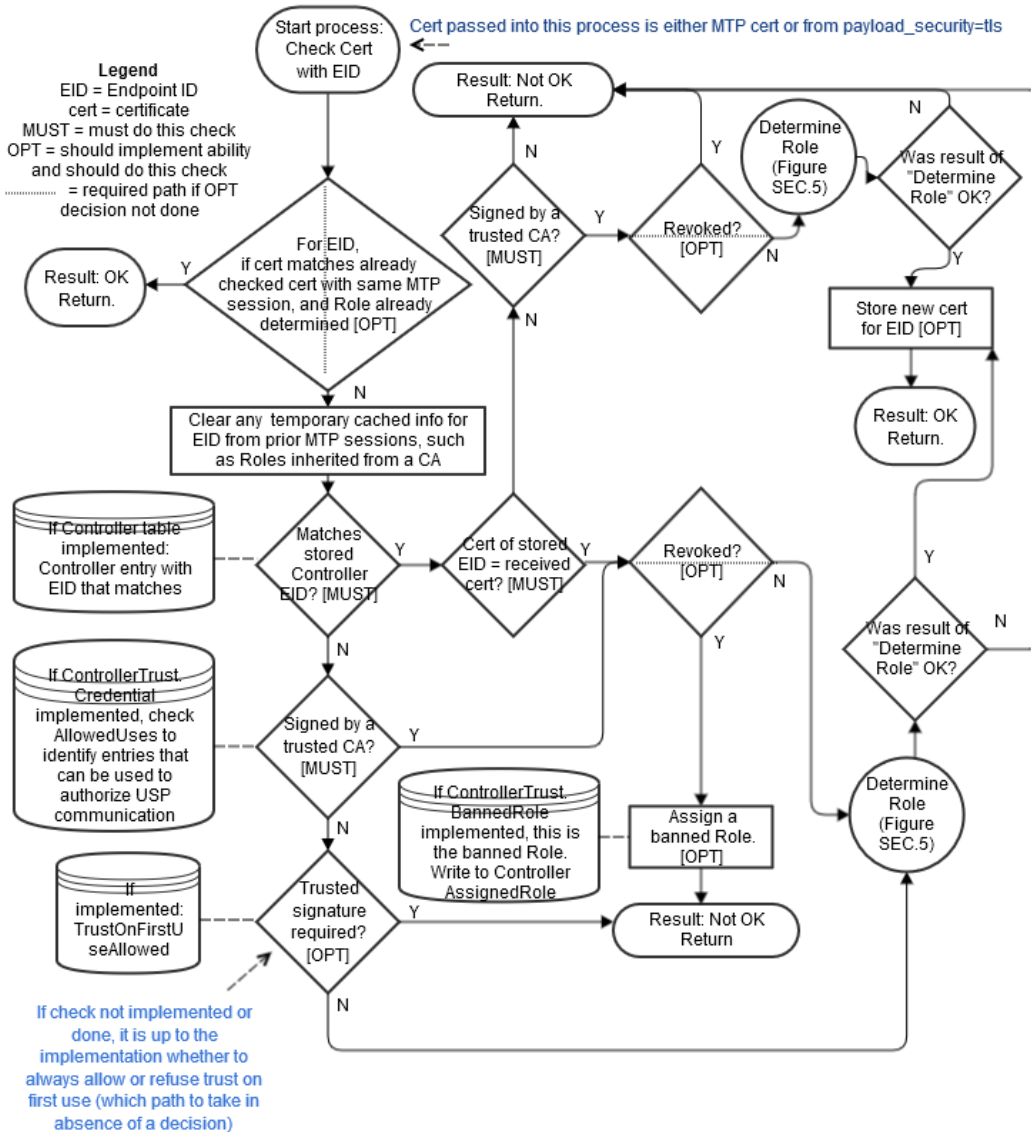 Start process:
Check Cert
with EID
Cert passed into this process is either MTP cert or from payload_security=tls
Legend
EID = Endpoint ID
cert = certificate
MUST = must do this check
OPT = should implement ability
and should do this check
= required path if OPT
decision not done
Result: Not OK
Return.
Determine
Role
(Figure
SEC.5)
N
Was result of
"Determine
Role" OK?
Y
N
Signed by a
trusted CA?
[MUST]
Y
Revoked?
[OPT]
N
Y
For EID,
if cert matches already
checked cert with same MTP
session, and Role already
determined [OPT]
Y
Result: OK
Return.
N
Store new cert
for EID [OPT]
Result: OK
Return.
N
Clear any temporary cached info for
EID from prior MTP sessions, such
as Roles inherited from a CA
If Controller table
implemented:
Controller entry with
EID that matches
Matches
stored
Controller
EID? [MUST]
Y
Cert of stored
EID = received
cert? [MUST]
Y
Revoked?
[OPT]
N
Y
Y
Was result of
"Determine
Role" OK?
N
N
If ControllerTrust.
Credential
implemented, check
AllowedUses to
identify entries that
can be used to
authorize USP
communication
Signed by a
trusted CA?
[MUST]
Y
N
If ControllerTrust.
BannedRole
implemented, this is
the banned Role.
Write to Controller
AssignedRole
Assign a
banned Role.
[OPT]
Determine
Role
(Figure
SEC.5)
If
implemented:
TrustOnFirstU
seAllowed
Trusted
signature
required?
[OPT]
Y
Result: Not OK
Return
N
N
If check not implemented or
done, it is up to the
implementation whether to
always allow or refuse trust on
first use (which path to take in
absence of a decision)